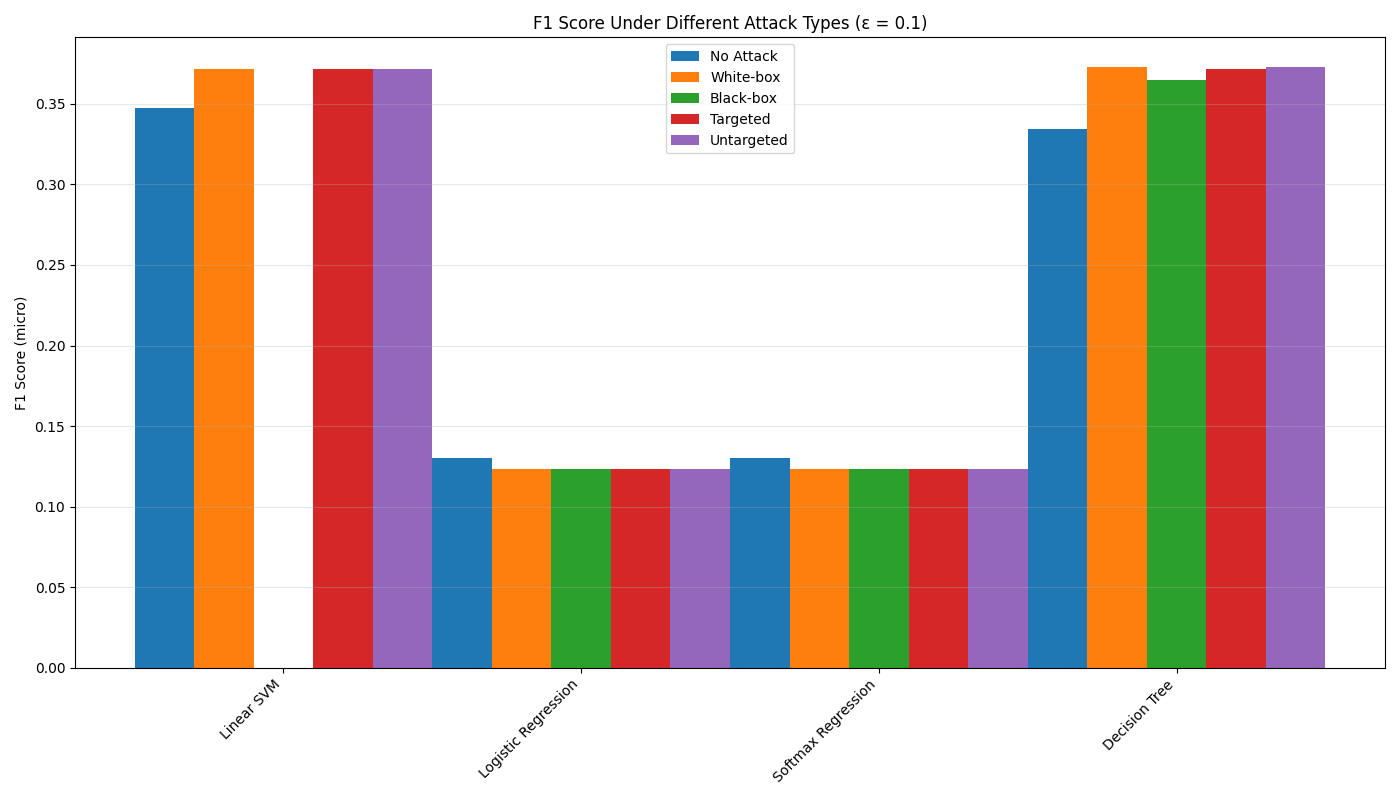 F1 Score Under Different Attack Types (ε = 0.1)
No Attack
White-box
Black-box
Targeted
Untargeted
F1 Score (micro)
0.35
0.30
0.25
0.20
0.15
0.10
0.05
0.00
Linear SVM
Logistic Regression
Softmax Regression
Decision Tree